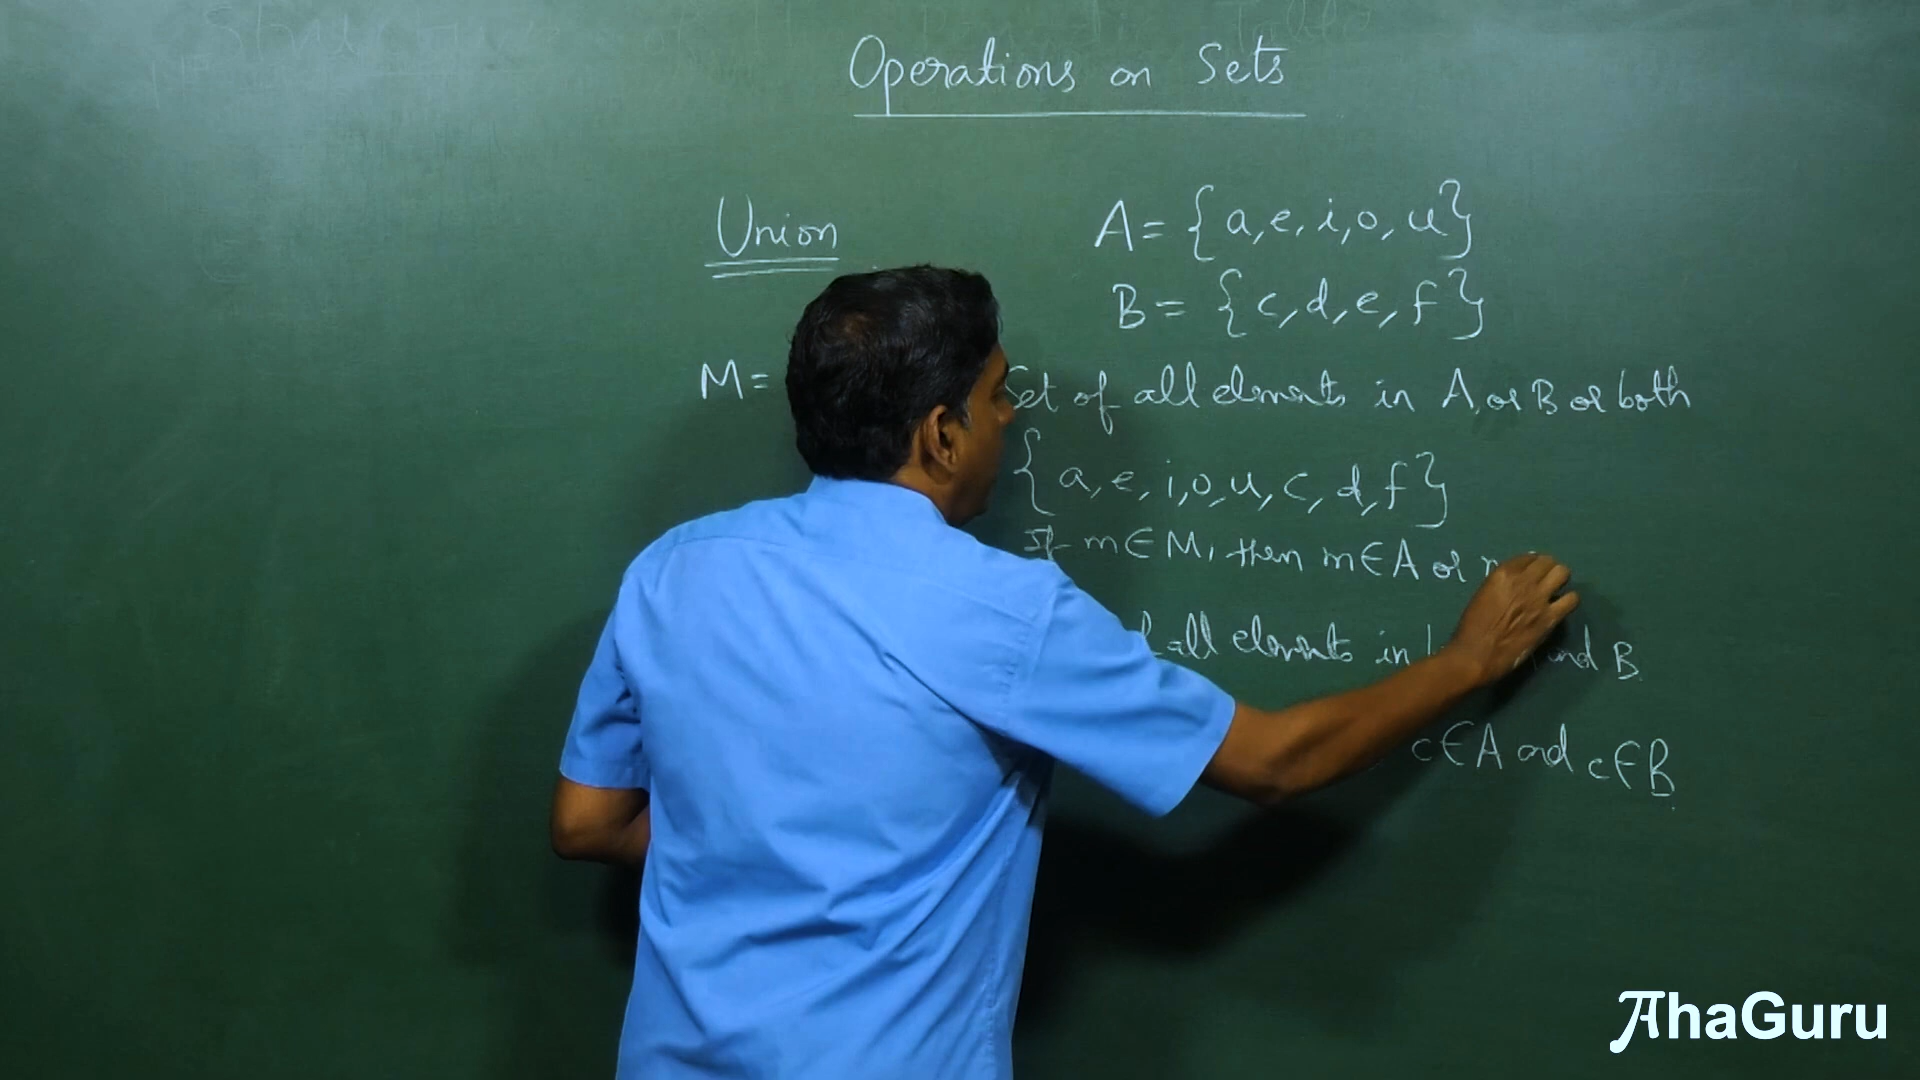 Operations on Sets
Union
A = {a, e, i, o, u}
B = {c, d, e, f}
M =
Set of all elements in A, or B or both
{a, e, i, o, u, c, d, f}
If m ∈ M, then m ∈ A or
all elements in and B.
c ∈ A and c ∈ B
AhaGuru